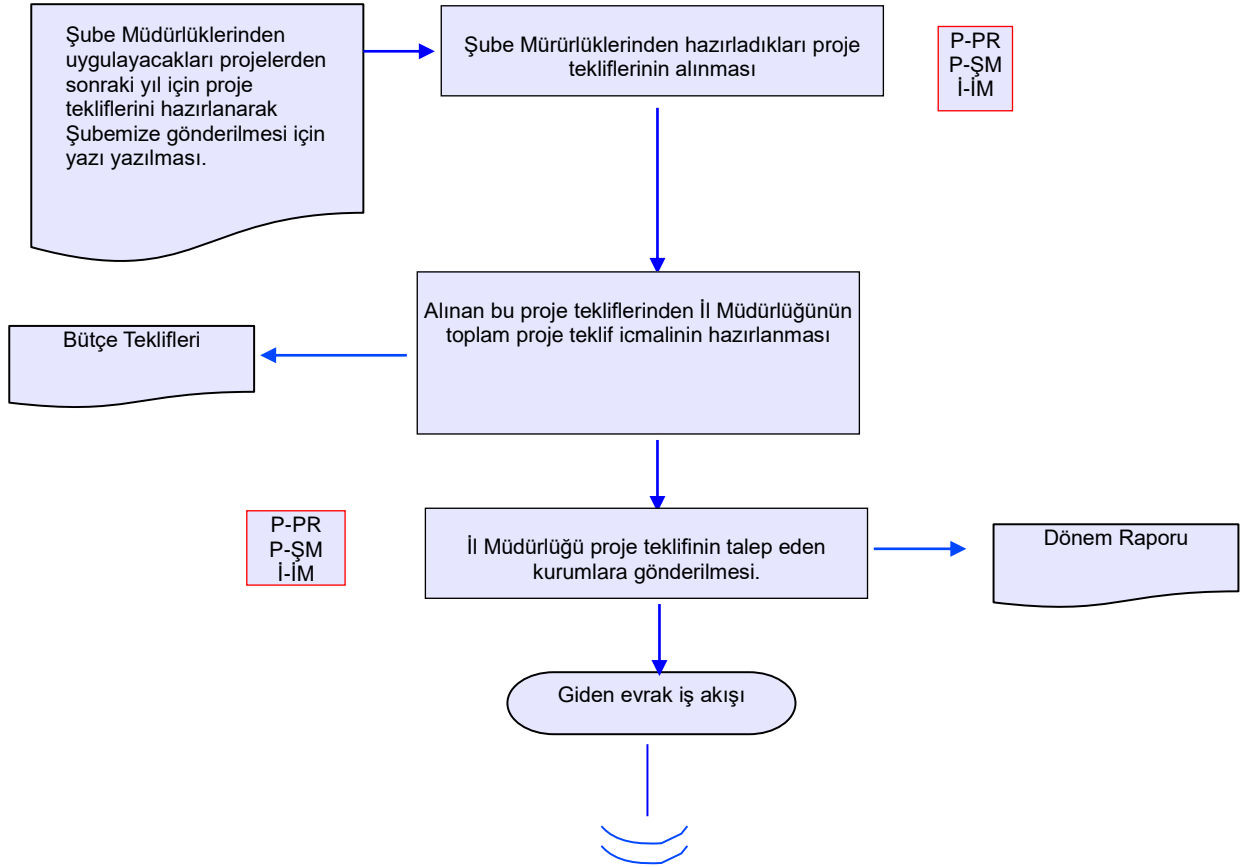 Şube Müdürlüklerinden
uygulayacakları projelerden
sonraki yıl için proje
tekliflerini hazırlanarak
Şubemize gönderilmesi için
yazı yazılması.
Şube Mürürlüklerinden hazırladıkları proje
tekliflerinin alınması
P-PR
P-ŞM
İ-İM
Alınan bu proje tekliflerinden İl Müdürlüğünün
toplam proje teklif icmalinin hazırlanması
Bütçe Teklifleri
P-PR
P-ŞM
İ-İM
İl Müdürlüğü proje teklifinin talep eden
kurumlara gönderilmesi.
Dönem Raporu
Giden evrak iş akışı